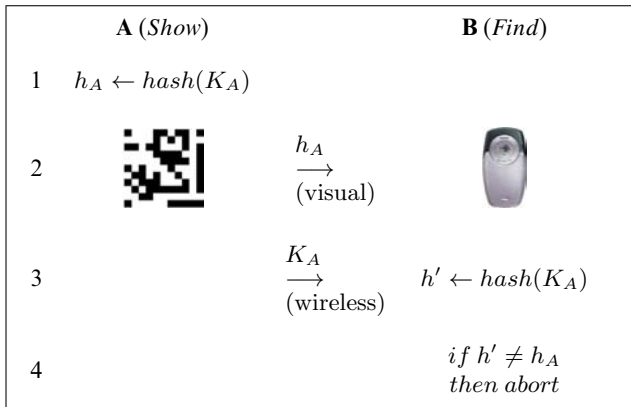 A (Show) B (Find)
1 h_A ← hash(K_A)
2 h_A
⟶
(visual)
3 K_A
⟶
(wireless) h′ ← hash(K_A)
4 if h′ ≠ h_A
then abort